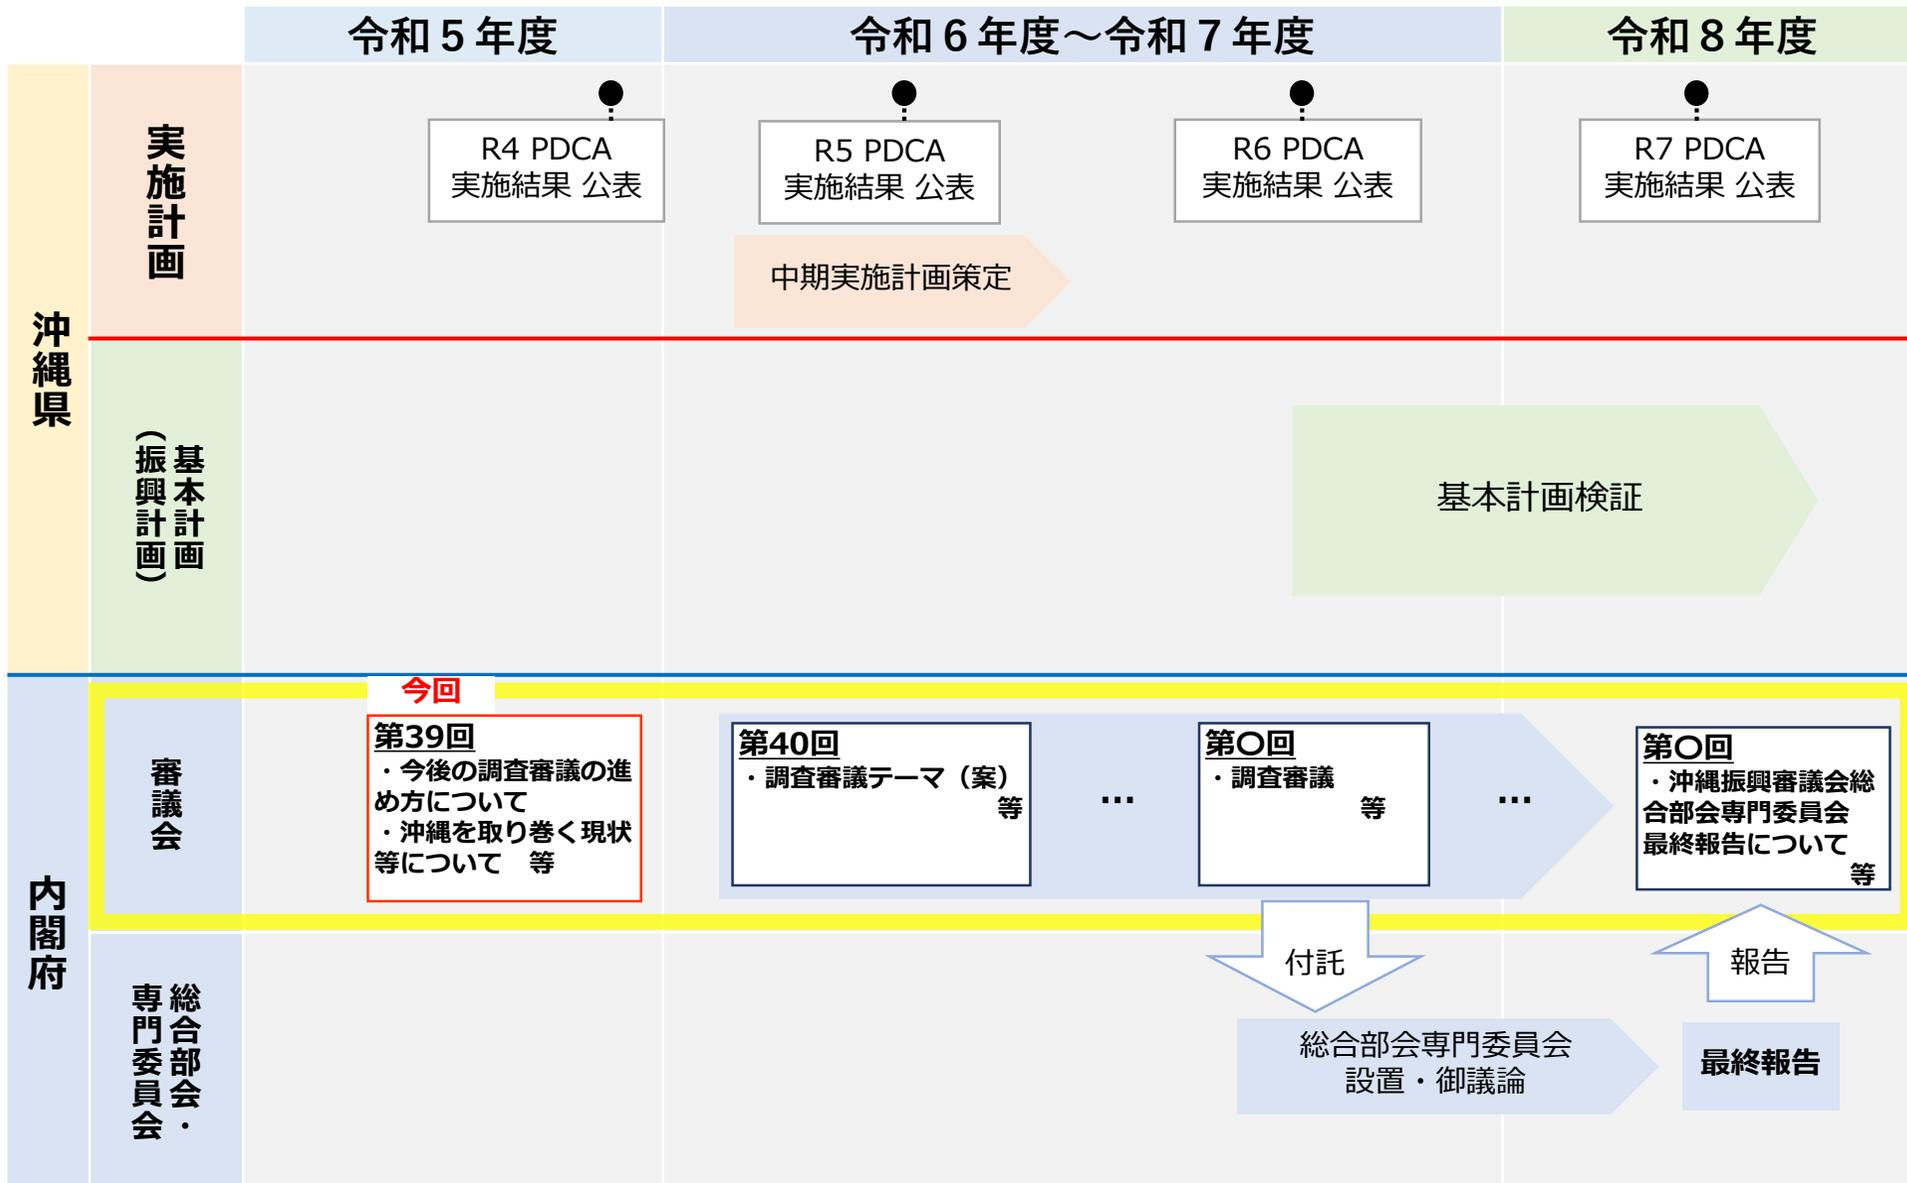 令和５年度
令和６年度～令和７年度
令和８年度
沖縄県
実施計画
R4 PDCA
実施結果 公表
R5 PDCA
実施結果 公表
R6 PDCA
実施結果 公表
R7 PDCA
実施結果 公表
中期実施計画策定
基本計画
（振興計画）
基本計画検証
内閣府
審議会
今回
第39回
・今後の調査審議の進
め方について
・沖縄を取り巻く現状
等について　等
第40回
・調査審議テーマ（案）
等
…
第〇回
・調査審議
等
…
第〇回
・沖縄振興審議会総
合部会専門委員会
最終報告について
等
付託
報告
総合部会・
専門委員会
総合部会専門委員会
設置・御議論
最終報告